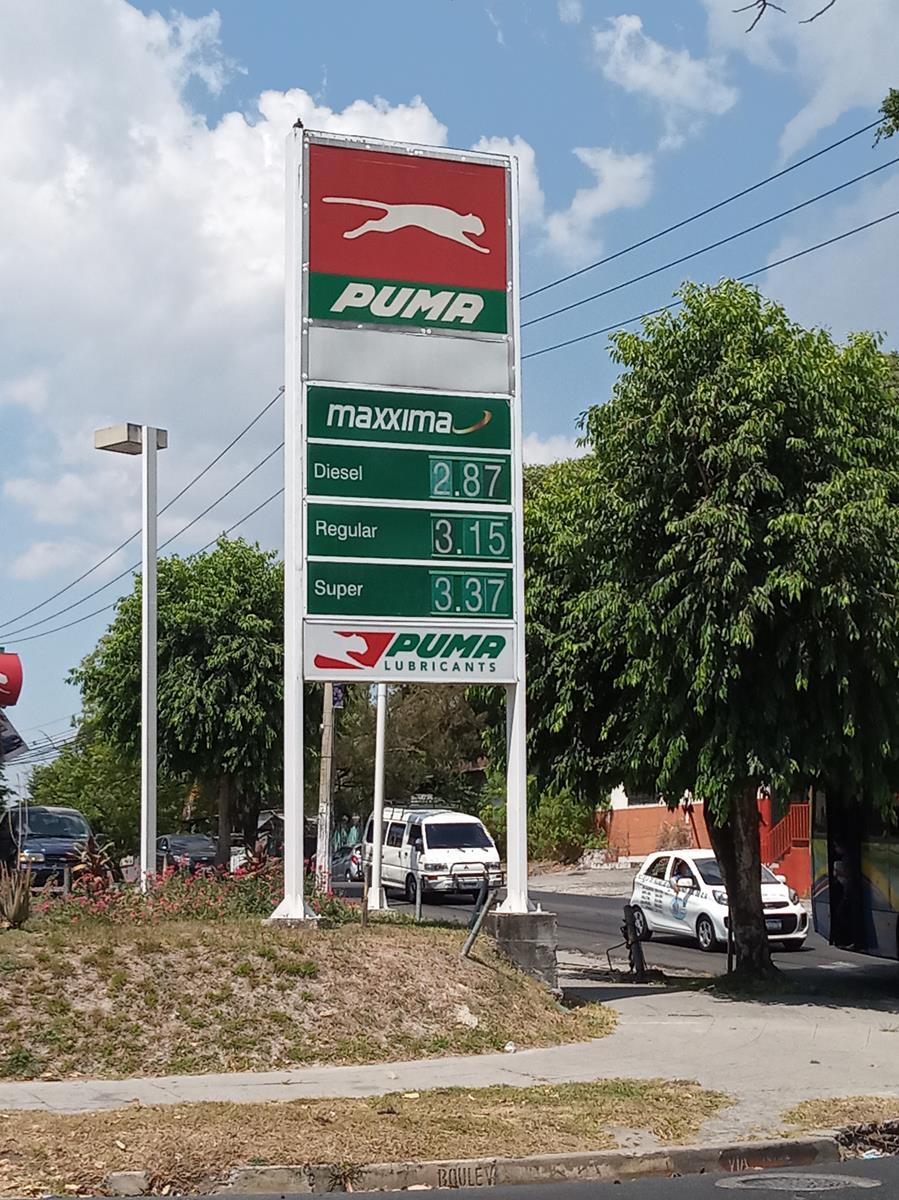 PUMA
maxxima
Diesel 2.87
Regular 3.15
Super 3.37
PUMA
LUBRICANTS
BOULEV